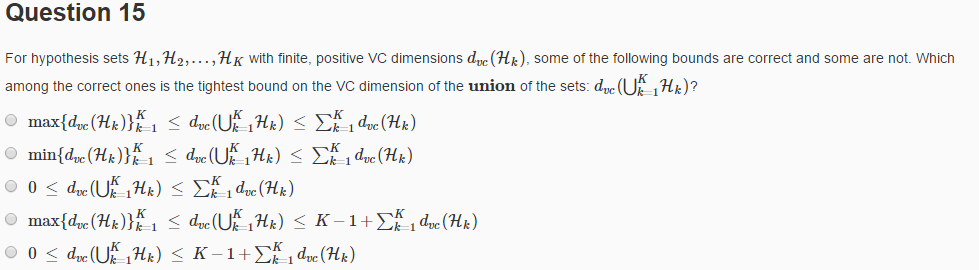 Question 15
For hypothesis sets $\mathcal{H}_1, \mathcal{H}_2, \ldots, \mathcal{H}_K$ with finite, positive VC dimensions $d_{vc}(\mathcal{H}_k)$, some of the following bounds are correct and some are not. Which
among the correct ones is the tightest bound on the VC dimension of the **union** of the sets: $d_{vc}(\bigcup_{k=1}^{K} \mathcal{H}_k)$?
$\max\{d_{vc}(\mathcal{H}_k)\}_{k=1}^{K} \leq d_{vc}(\bigcup_{k=1}^{K} \mathcal{H}_k) \leq \sum_{k=1}^{K} d_{vc}(\mathcal{H}_k)$
$\min\{d_{vc}(\mathcal{H}_k)\}_{k=1}^{K} \leq d_{vc}(\bigcup_{k=1}^{K} \mathcal{H}_k) \leq \sum_{k=1}^{K} d_{vc}(\mathcal{H}_k)$
$0 \leq d_{vc}(\bigcup_{k=1}^{K} \mathcal{H}_k) \leq \sum_{k=1}^{K} d_{vc}(\mathcal{H}_k)$
$\max\{d_{vc}(\mathcal{H}_k)\}_{k=1}^{K} \leq d_{vc}(\bigcup_{k=1}^{K} \mathcal{H}_k) \leq K - 1 + \sum_{k=1}^{K} d_{vc}(\mathcal{H}_k)$
$0 \leq d_{vc}(\bigcup_{k=1}^{K} \mathcal{H}_k) \leq K - 1 + \sum_{k=1}^{K} d_{vc}(\mathcal{H}_k)$